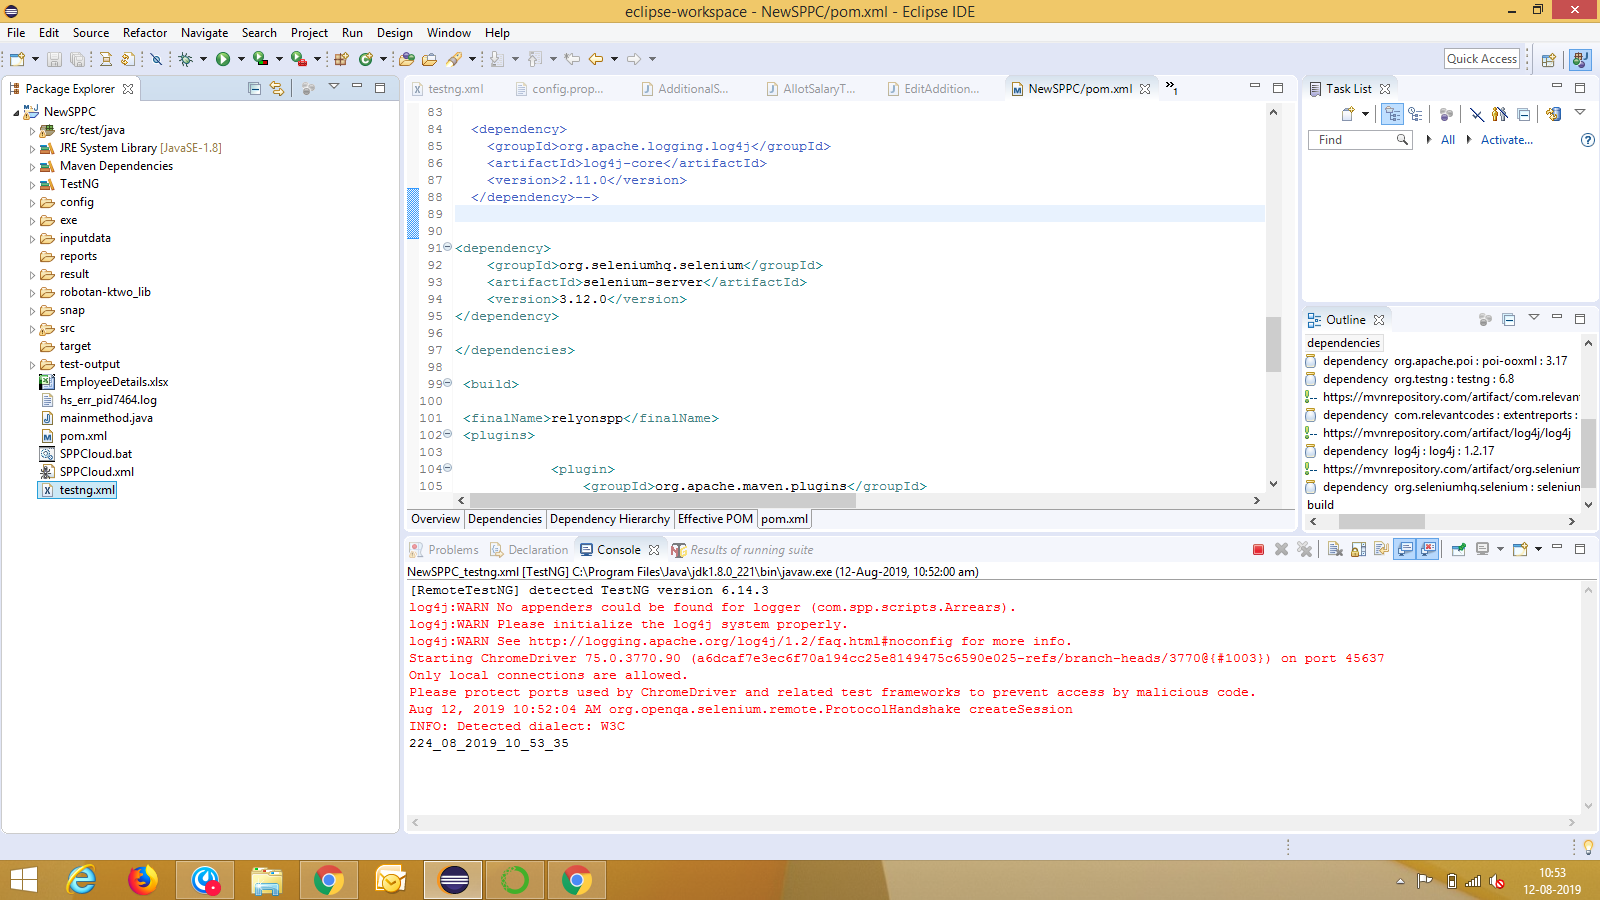 eclipse-workspace - NewSPPC/pom.xml - Eclipse IDE
File Edit Source Refactor Navigate Search Project Run Design Window Help
Quick Access
Package Explorer
NewSPPC
src/test/java
JRE System Library [JavaSE-1.8]
Maven Dependencies
TestNG
config
exe
inputdata
reports
result
robotan-ktwo_lib
snap
src
target
test-output
EmployeeDetails.xlsx
hs_err_pid7464.log
mainmethod.java
pom.xml
SPPCloud.bat
SPPCloud.xml
testng.xml
testng.xml config.prop... AdditionalS... AllotSalaryT... EditAddition... NewSPPC/pom.xml »1
83
84 <dependency>
85 <groupId>org.apache.logging.log4j</groupId>
86 <artifactId>log4j-core</artifactId>
87 <version>2.11.0</version>
88 </dependency>-->
89
90
91 <dependency>
92 <groupId>org.seleniumhq.selenium</groupId>
93 <artifactId>selenium-server</artifactId>
94 <version>3.12.0</version>
95 </dependency>
96
97 </dependencies>
98
99 <build>
100
101 <finalName>relyonspp</finalName>
102 <plugins>
103
104 <plugin>
105 <groupId>org.apache.maven.plugins</groupId>
Overview Dependencies Dependency Hierarchy Effective POM pom.xml
Task List
Find All Activate...
Outline
dependencies
dependency org.apache.poi : poi-ooxml : 3.17
dependency org.testng : testng : 6.8
https://mvnrepository.com/artifact/com.relevant
dependency com.relevantcodes : extentreports :
https://mvnrepository.com/artifact/log4j/log4j
dependency log4j : log4j : 1.2.17
https://mvnrepository.com/artifact/org.selenium
dependency org.seleniumhq.selenium : selenium
build
Problems Declaration Console Results of running suite
NewSPPC_testng.xml [TestNG] C:\Program Files\Java\jdk1.8.0_221\bin\javaw.exe (12-Aug-2019, 10:52:00 am)
[RemoteTestNG] detected TestNG version 6.14.3
log4j:WARN No appenders could be found for logger (com.spp.scripts.Arrears).
log4j:WARN Please initialize the log4j system properly.
log4j:WARN See http://logging.apache.org/log4j/1.2/faq.html#noconfig for more info.
Starting ChromeDriver 75.0.3770.90 (a6dcaf7e3ec6f70a194cc25e8149475c6590e025-refs/branch-heads/3770@{#1003}) on port 45637
Only local connections are allowed.
Please protect ports used by ChromeDriver and related test frameworks to prevent access by malicious code.
Aug 12, 2019 10:52:04 AM org.openqa.selenium.remote.ProtocolHandshake createSession
INFO: Detected dialect: W3C
224_08_2019_10_53_35
10:53
12-08-2019